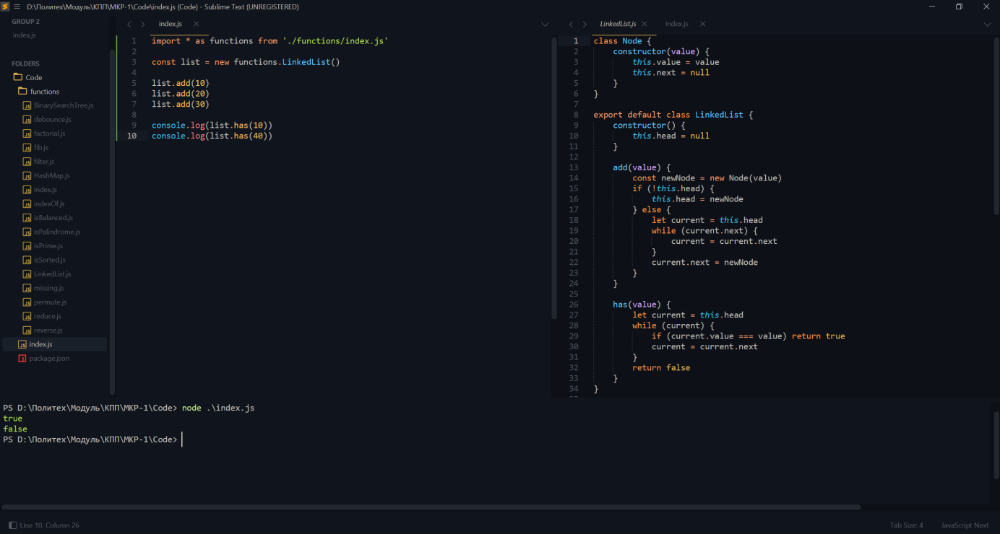 D:\Политех\Модуль\КПП\МКР-1\Code\index.js (Code) - Sublime Text (UNREGISTERED)
GROUP 2
index.js
FOLDERS
Code
functions
BinarySearchTree.js
debounce.js
factorial.js
fib.js
filter.js
HashMap.js
index.js
indexOf.js
isBalanced.js
isPalindrome.js
isPrime.js
isSorted.js
LinkedList.js
missing.js
permute.js
reduce.js
reverse.js
index.js
package.json
index.js
1 import * as functions from './functions/index.js'
2
3 const list = new functions.LinkedList()
4
5 list.add(10)
6 list.add(20)
7 list.add(30)
8
9 console.log(list.has(10))
10 console.log(list.has(40))
LinkedList.js
index.js
1 class Node {
2     constructor(value) {
3         this.value = value
4         this.next = null
5     }
6 }
7
8 export default class LinkedList {
9     constructor() {
10         this.head = null
11     }
12
13     add(value) {
14         const newNode = new Node(value)
15         if (!this.head) {
16             this.head = newNode
17         } else {
18             let current = this.head
19             while (current.next) {
20                 current = current.next
21             }
22             current.next = newNode
23         }
24     }
25
26     has(value) {
27         let current = this.head
28         while (current) {
29             if (current.value === value) return true
30             current = current.next
31         }
32         return false
33     }
34 }
PS D:\Политех\Модуль\КПП\МКР-1\Code> node .\index.js
true
false
PS D:\Политех\Модуль\КПП\МКР-1\Code>
Line 10, Column 26
Tab Size: 4
JavaScript Next